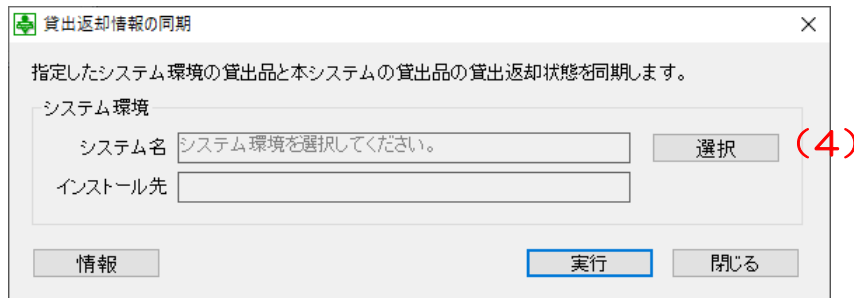 貸出返却情報の同期
指定したシステム環境の貸出品と本システムの貸出品の貸出返却状態を同期します。
システム環境
システム名 システム環境を選択してください。 選択 (4)
インストール先
情報 実行 閉じる